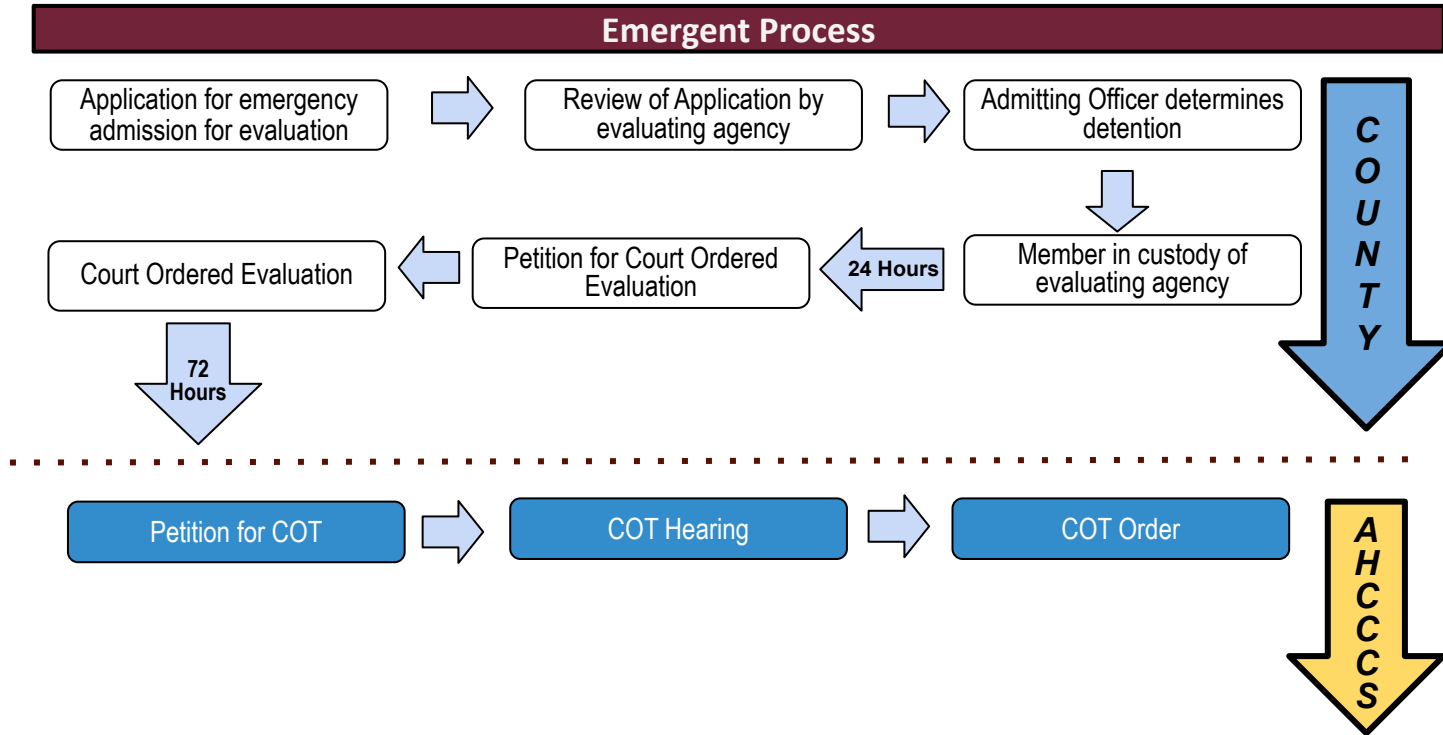 Emergent Process
Application for emergency
admission for evaluation
Review of Application by
evaluating agency
Admitting Officer determines
detention
COUNTY
Court Ordered Evaluation
Petition for Court Ordered
Evaluation
24 Hours
Member in custody of
evaluating agency
72
Hours
Petition for COT
COT Hearing
COT Order
AHCCCS